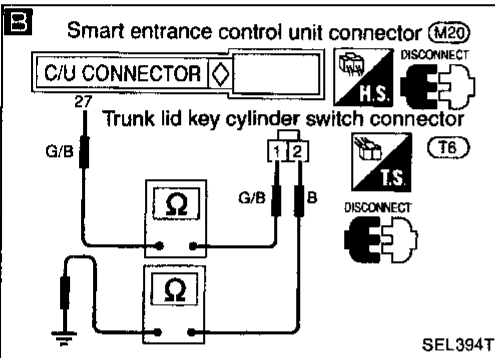 B
Smart entrance control unit connector (M20)
DISCONNECT
C/U CONNECTOR
H.S.
27
Trunk lid key cylinder switch connector
1 2
T6
G/B
T.S.
Ω
G/B
B
DISCONNECT
Ω
SEL394T